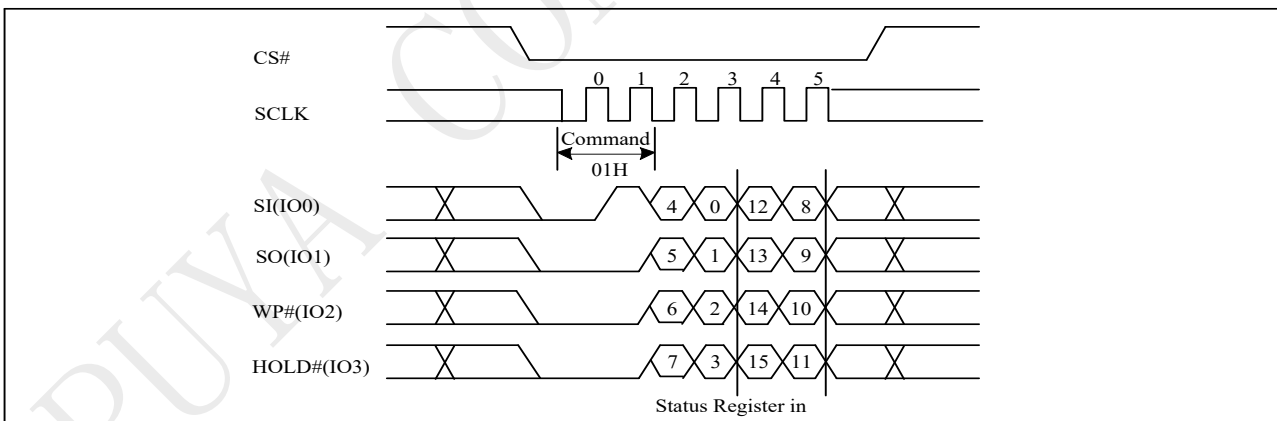 CS#
0 1 2 3 4 5
SCLK
Command
01H
SI(IO0) 4 0 12 8
SO(IO1) 5 1 13 9
WP#(IO2) 6 2 14 10
HOLD#(IO3) 7 3 15 11
Status Register in
PUYA CON